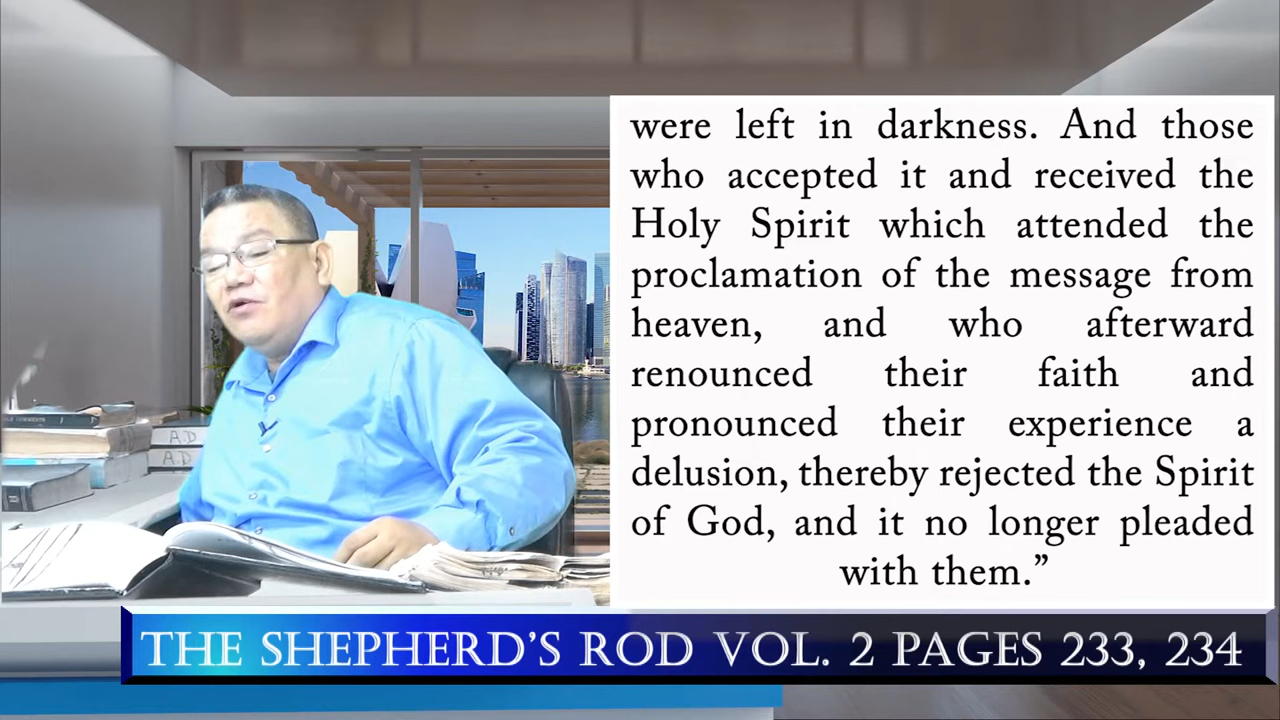 were left in darkness. And those
who accepted it and received the
Holy Spirit which attended the
proclamation of the message from
heaven, and who afterward
renounced their faith and
pronounced their experience a
delusion, thereby rejected the Spirit
of God, and it no longer pleaded
with them.”
A.D
A.D
THE SHEPHERD’S ROD VOL. 2 PAGES 233, 234